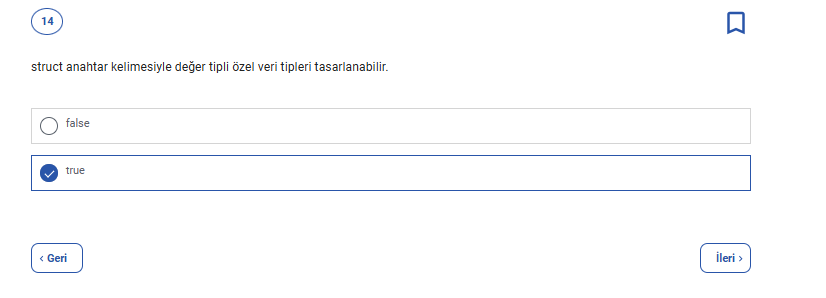 14
struct anahtar kelimesiyle değer tipli özel veri tipleri tasarlanabilir.
false
true
‹ Geri
İleri ›